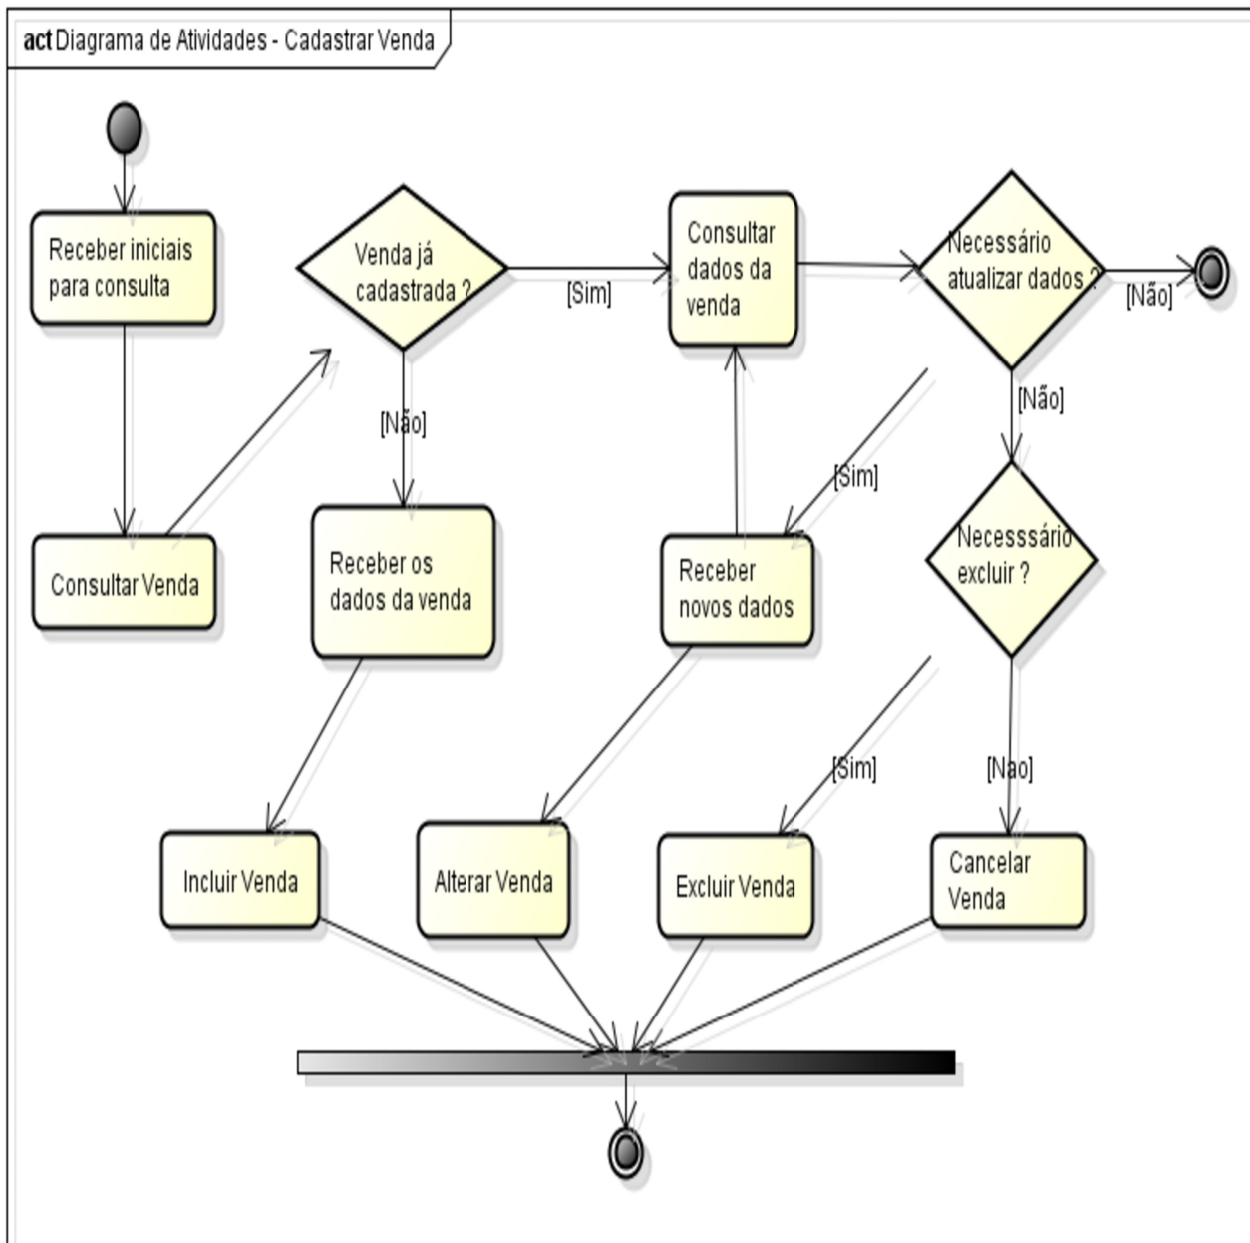 act Diagrama de Atividades - Cadastrar Venda
Receber iniciais
para consulta
Venda já
cadastrada ?
[Sim]
Consultar
dados da
venda
Necessário
atualizar dados ?
[Não]
[Não]
[Não]
[Sim]
Consultar Venda
Receber os
dados da venda
Receber
novos dados
Necesssário
excluir ?
[Sim]
[Nao]
Incluir Venda
Alterar Venda
Excluir Venda
Cancelar
Venda